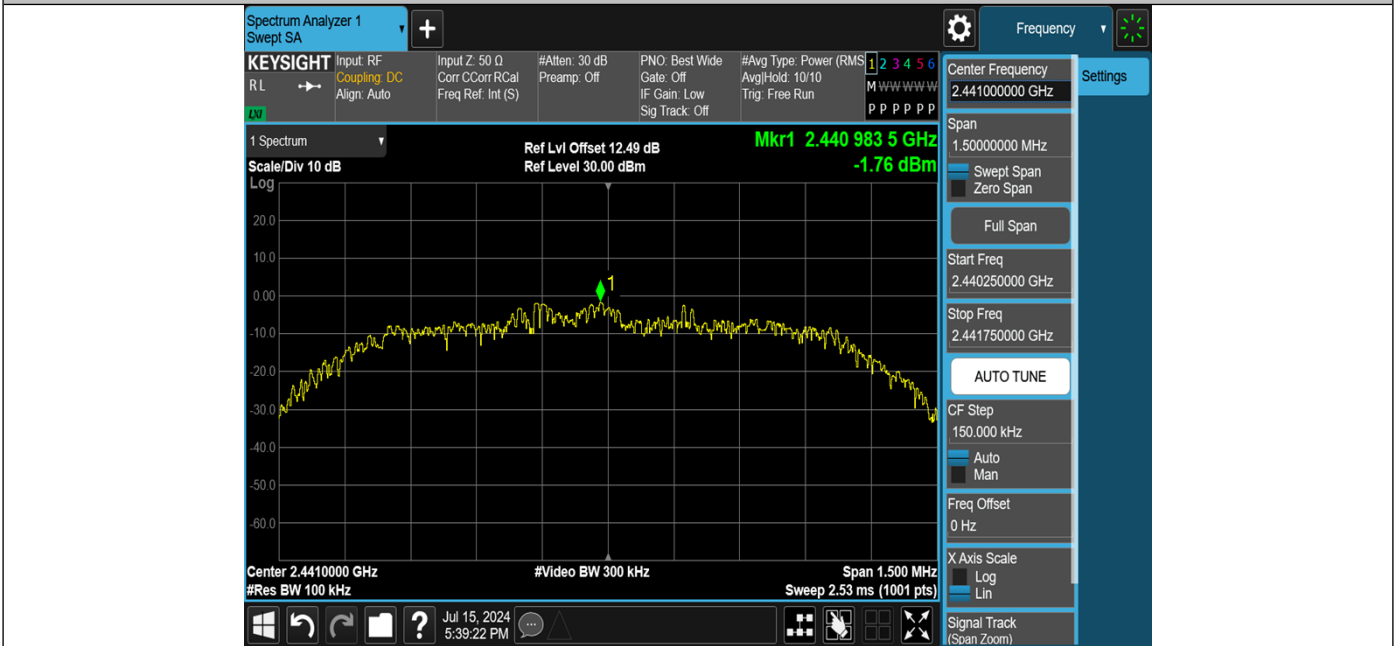 Spectrum Analyzer 1
Swept SA
+
Frequency
KEYSIGHT
RL
LXI
Input: RF
Coupling: DC
Align: Auto
Input Z: 50 Ω
Corr CCorr RCal
Freq Ref: Int (S)
#Atten: 30 dB
Preamp: Off
PNO: Best Wide
Gate: Off
IF Gain: Low
Sig Track: Off
#Avg Type: Power (RMS
Avg|Hold: 10/10
Trig: Free Run
1 2 3 4 5 6
M W W W W W
P P P P P P
1 Spectrum
Scale/Div 10 dB
Log
Ref Lvl Offset 12.49 dB
Ref Level 30.00 dBm
Mkr1 2.440 983 5 GHz
-1.76 dBm
20.0
10.0
0.00
-10.0
-20.0
-30.0
-40.0
-50.0
-60.0
1
Center 2.4410000 GHz
#Res BW 100 kHz
#Video BW 300 kHz
Span 1.500 MHz
Sweep 2.53 ms (1001 pts)
?
Jul 15, 2024
5:39:22 PM
Center Frequency
2.441000000 GHz
Settings
Span
1.50000000 MHz
Swept Span
Zero Span
Full Span
Start Freq
2.440250000 GHz
Stop Freq
2.441750000 GHz
AUTO TUNE
CF Step
150.000 kHz
Auto
Man
Freq Offset
0 Hz
X Axis Scale
Log
Lin
Signal Track
(Span Zoom)